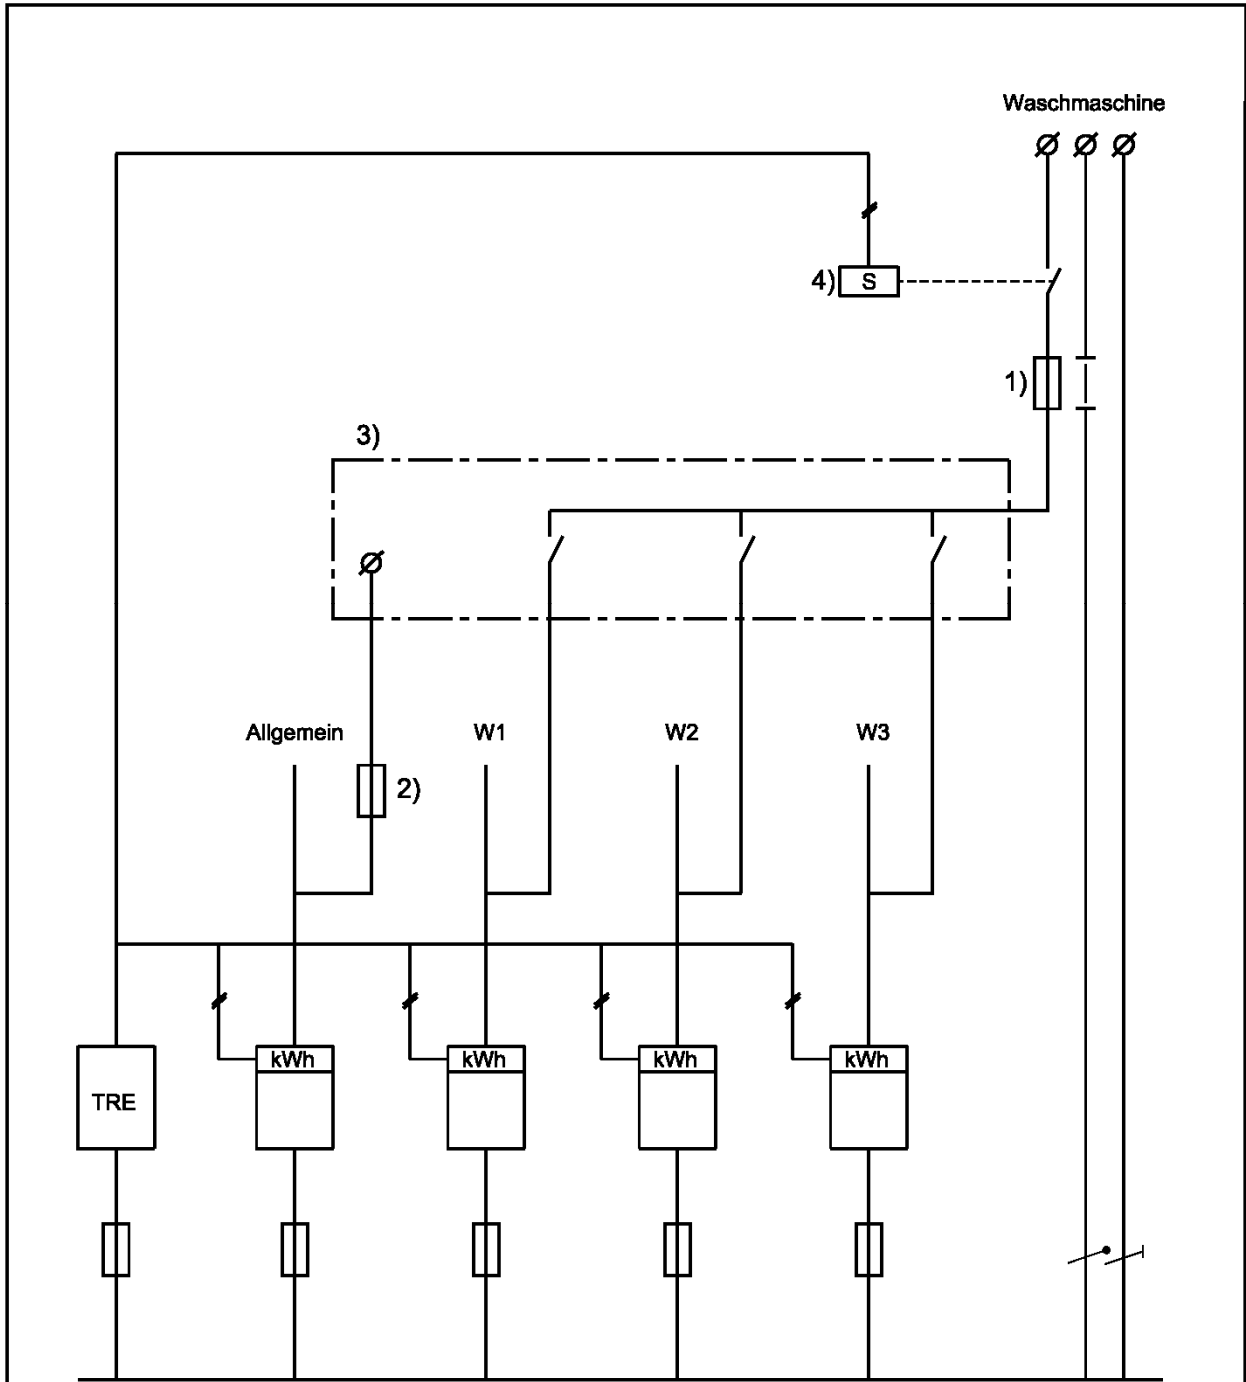 Waschmaschine
4) S
1)
3)
Allgemein W1 W2 W3
2)
kWh kWh kWh kWh
TRE